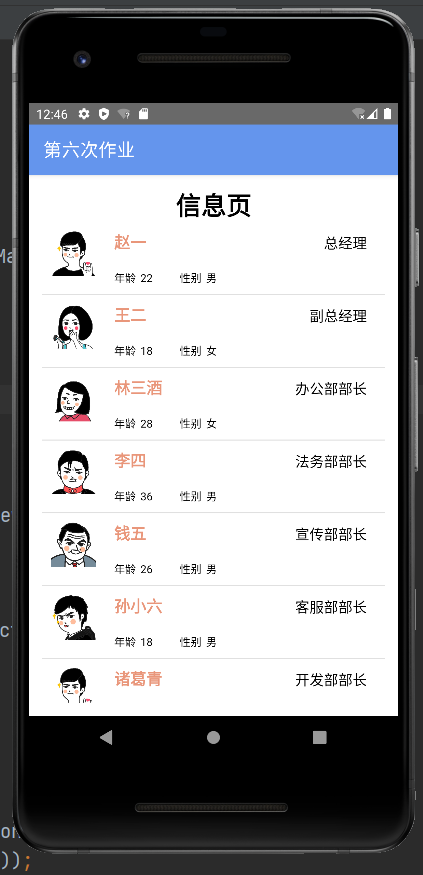 12:46
第六次作业
信息页
赵一 总经理
年龄 22 性别 男
王二 副总经理
年龄 18 性别 女
林三酒 办公部部长
年龄 28 性别 女
李四 法务部部长
年龄 36 性别 男
钱五 宣传部部长
年龄 26 性别 男
孙小六 客服部部长
年龄 18 性别 男
诸葛青 开发部部长
));